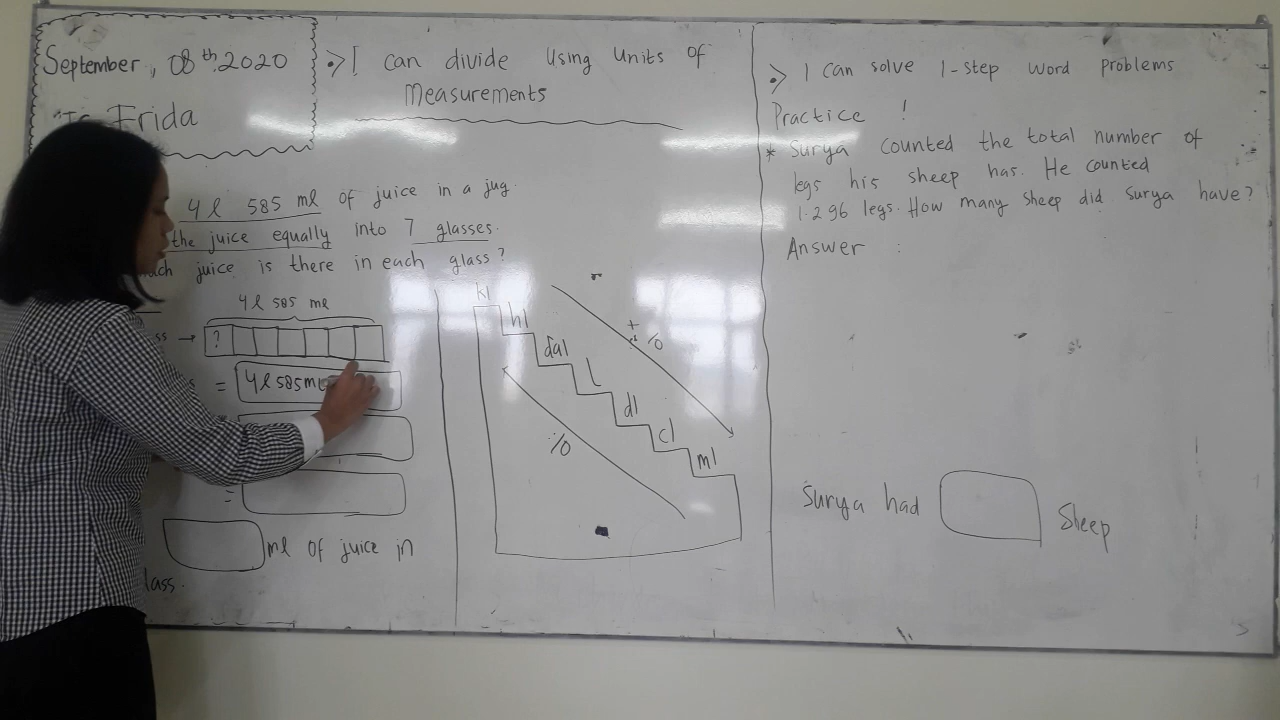 September, 08th 2020
Tc Frida
I can divide Using Units of
Measurements
4 l 585 ml of juice in a jug.
the juice equally into 7 glasses.
juice is there in each glass?
4 l 585 ml
?
= 4 l 585 ml
=
ml of juice in
kl
hl
dal
L
dl
cl
ml
I can solve 1-step word problems
Practice !
* Surya counted the total number of
legs his sheep has. He counted
1.296 legs. How many sheep did Surya have?
Answer :
Surya had